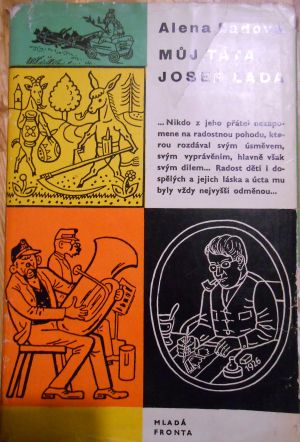 Alena Ladová
MŮJ TÁTA
JOSEF LADA
... Nikdo z jeho přátel nezapo-
mene na radostnou pohodu, kte-
rou rozdával svým úsměvem,
svým vyprávěním, hlavně však
svým dílem... Radost dětí i do-
spělých a jejich láska a úcta mu
byly vždy nejvyšší odměnou...
1926
MLADÁ
FRONTA